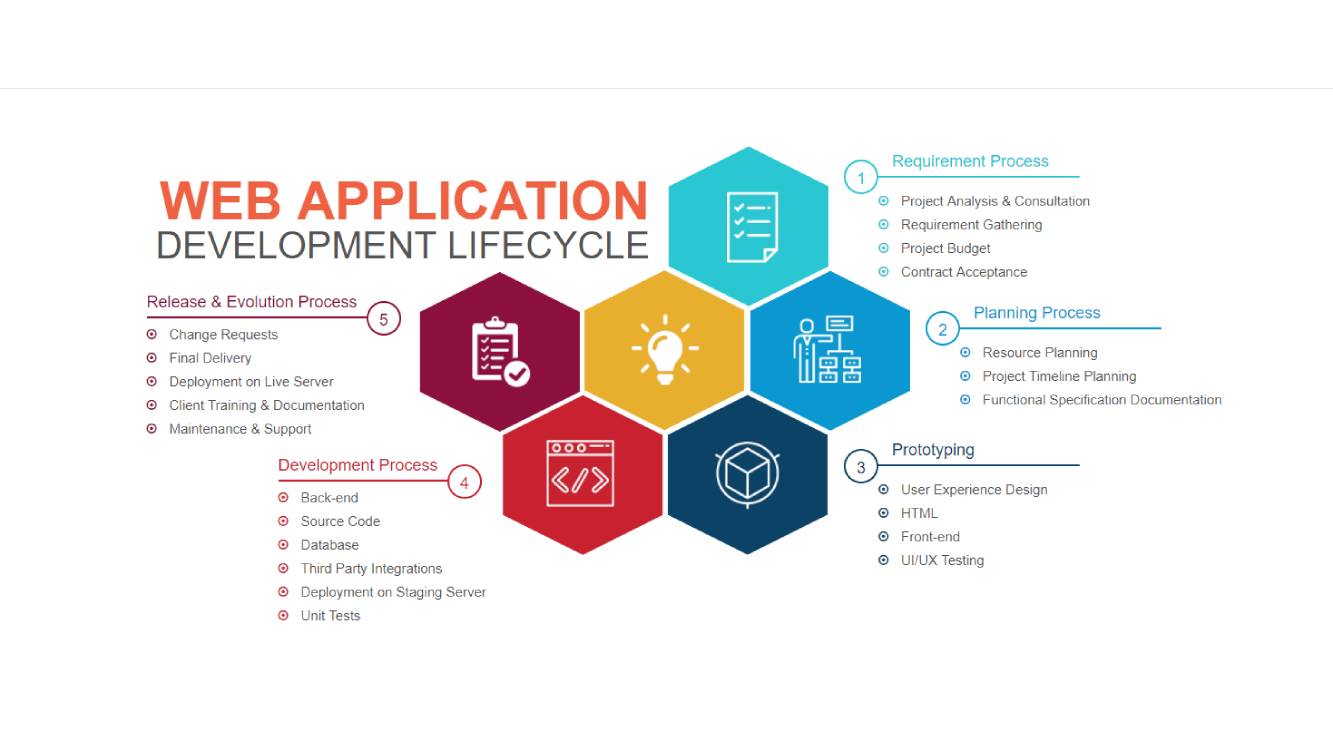 WEB APPLICATION
DEVELOPMENT LIFECYCLE
1
Requirement Process
Project Analysis & Consultation
Requirement Gathering
Project Budget
Contract Acceptance
2
Planning Process
Resource Planning
Project Timeline Planning
Functional Specification Documentation
3
Prototyping
User Experience Design
HTML
Front-end
UI/UX Testing
Development Process
4
Back-end
Source Code
Database
Third Party Integrations
Deployment on Staging Server
Unit Tests
Release & Evolution Process
5
Change Requests
Final Delivery
Deployment on Live Server
Client Training & Documentation
Maintenance & Support